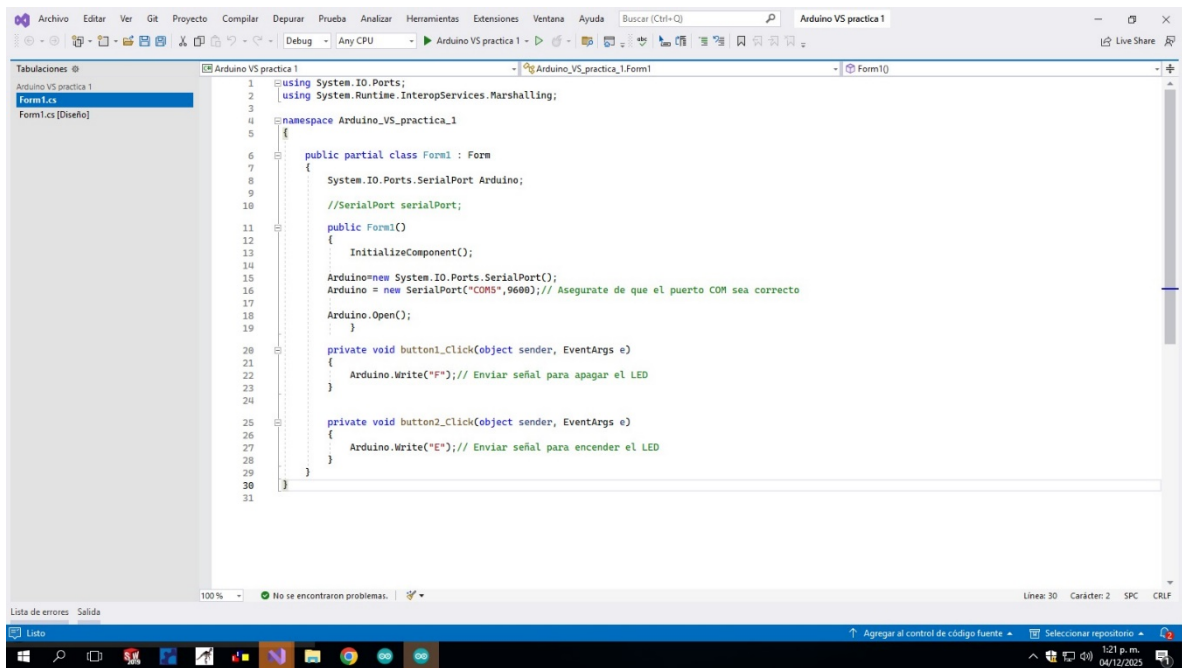 Archivo Editar Ver Git Proyecto Compilar Depurar Prueba Analizar Herramientas Extensiones Ventana Ayuda Buscar (Ctrl+Q) Arduino VS practica 1
Debug Any CPU Arduino VS practica 1 Live Share
Tabulaciones
Arduino VS practica 1
Form1.cs
Form1.cs [Diseño]
Arduino VS practica 1 Arduino_VS_practica_1.Form1 Form1()
1 using System.IO.Ports;
2 using System.Runtime.InteropServices.Marshalling;
3
4 namespace Arduino_VS_practica_1
5 {
6 public partial class Form1 : Form
7 {
8 System.IO.Ports.SerialPort Arduino;
9
10 //SerialPort serialPort;
11 public Form1()
12 {
13 InitializeComponent();
14
15 Arduino=new System.IO.Ports.SerialPort();
16 Arduino = new SerialPort("COM5",9600);// Asegurate de que el puerto COM sea correcto
17
18 Arduino.Open();
19 }
20 private void button1_Click(object sender, EventArgs e)
21 {
22 Arduino.Write("F");// Enviar señal para apagar el LED
23 }
24
25 private void button2_Click(object sender, EventArgs e)
26 {
27 Arduino.Write("E");// Enviar señal para encender el LED
28 }
29 }
30 }
31
100 % No se encontraron problemas. Línea: 30 Carácter: 2 SPC CRLF
Lista de errores Salida
Listo Agregar al control de código fuente Seleccionar repositorio 2
1:21 p. m.
04/12/2025